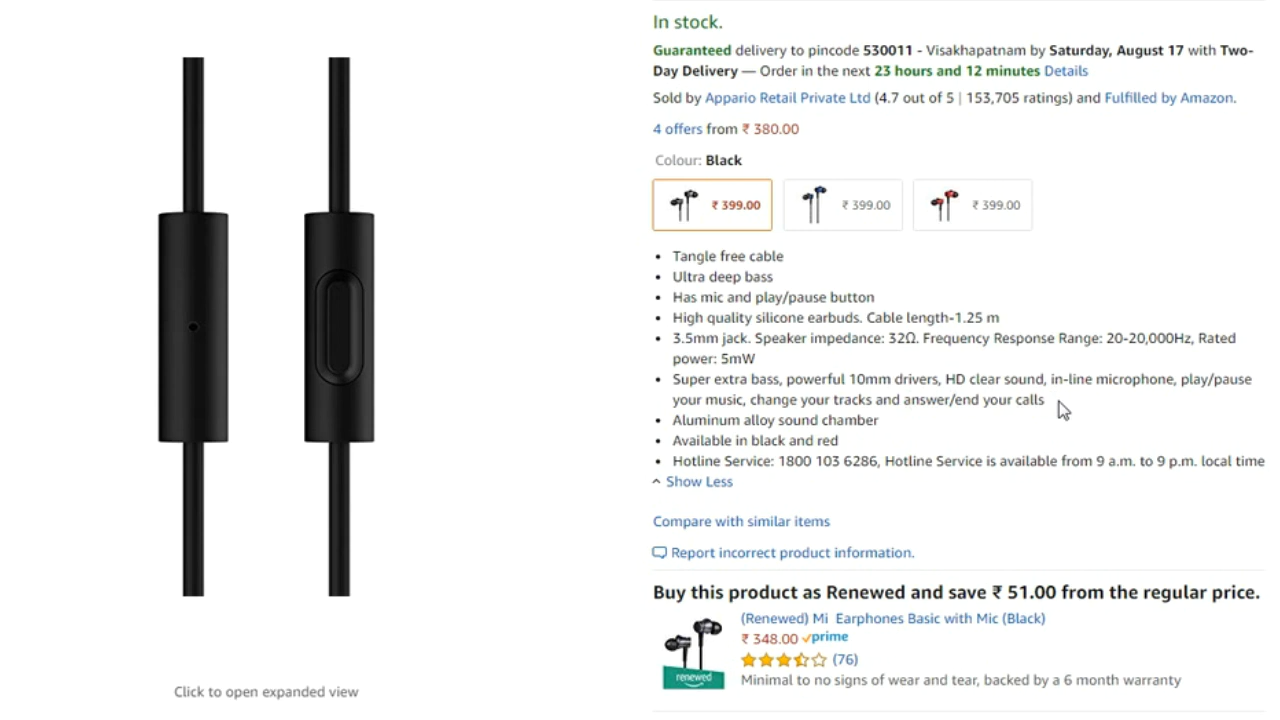 In stock.
Guaranteed delivery to pincode 530011 - Visakhapatnam by Saturday, August 17 with Two-
Day Delivery — Order in the next 23 hours and 12 minutes Details
Sold by Appario Retail Private Ltd (4.7 out of 5 | 153,705 ratings) and Fulfilled by Amazon.
4 offers from ₹ 380.00
Colour: Black
₹ 399.00 ₹ 399.00 ₹ 399.00
• Tangle free cable
• Ultra deep bass
• Has mic and play/pause button
• High quality silicone earbuds. Cable length-1.25 m
• 3.5mm jack. Speaker impedance: 32Ω. Frequency Response Range: 20-20,000Hz, Rated
power: 5mW
• Super extra bass, powerful 10mm drivers, HD clear sound, in-line microphone, play/pause
your music, change your tracks and answer/end your calls
• Aluminum alloy sound chamber
• Available in black and red
• Hotline Service: 1800 103 6286, Hotline Service is available from 9 a.m. to 9 p.m. local time
Show Less
Compare with similar items
Report incorrect product information.
Buy this product as Renewed and save ₹ 51.00 from the regular price.
(Renewed) Mi Earphones Basic with Mic (Black)
₹ 348.00 prime
(76)
renewed
Minimal to no signs of wear and tear, backed by a 6 month warranty
Click to open expanded view